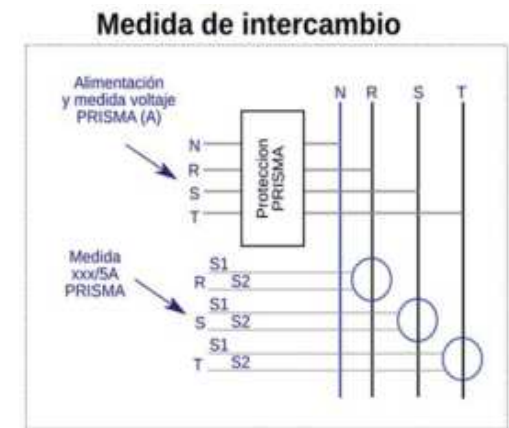 Medida de intercambio
Alimentación
y medida voltaje
PRISMA (A)
N R S T
N
R
S
T
Proteccion
PRISMA
Medida
xxx/5A
PRISMA
S1
R S2
S1
S S2
S1
T S2